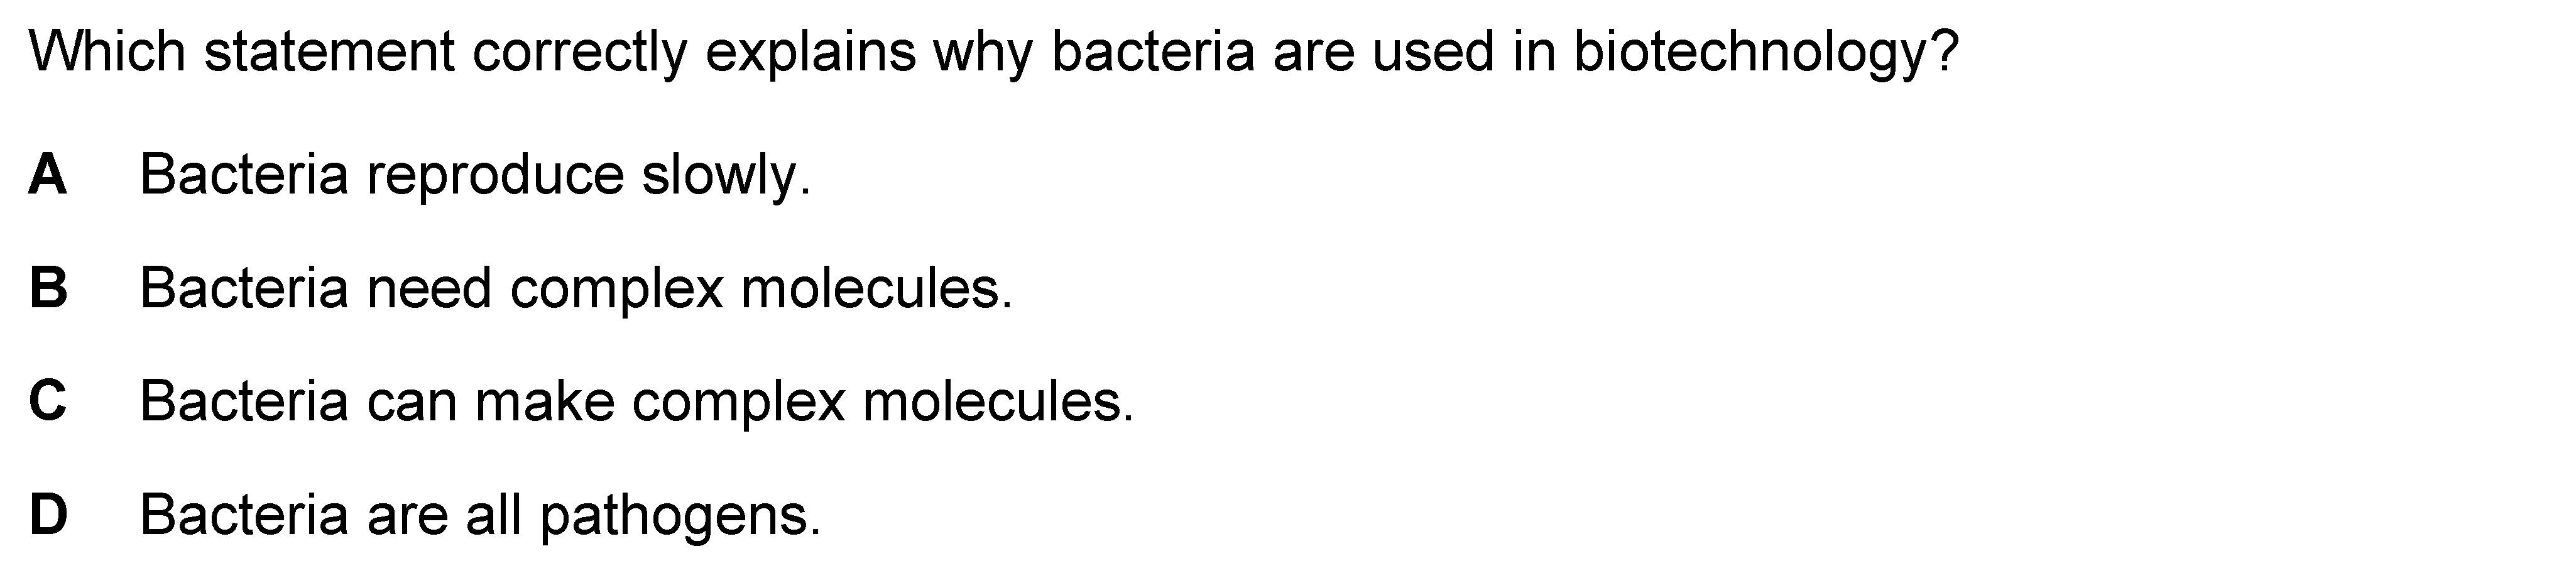 Which statement correctly explains why bacteria are used in biotechnology?
A Bacteria reproduce slowly.
B Bacteria need complex molecules.
C Bacteria can make complex molecules.
D Bacteria are all pathogens.